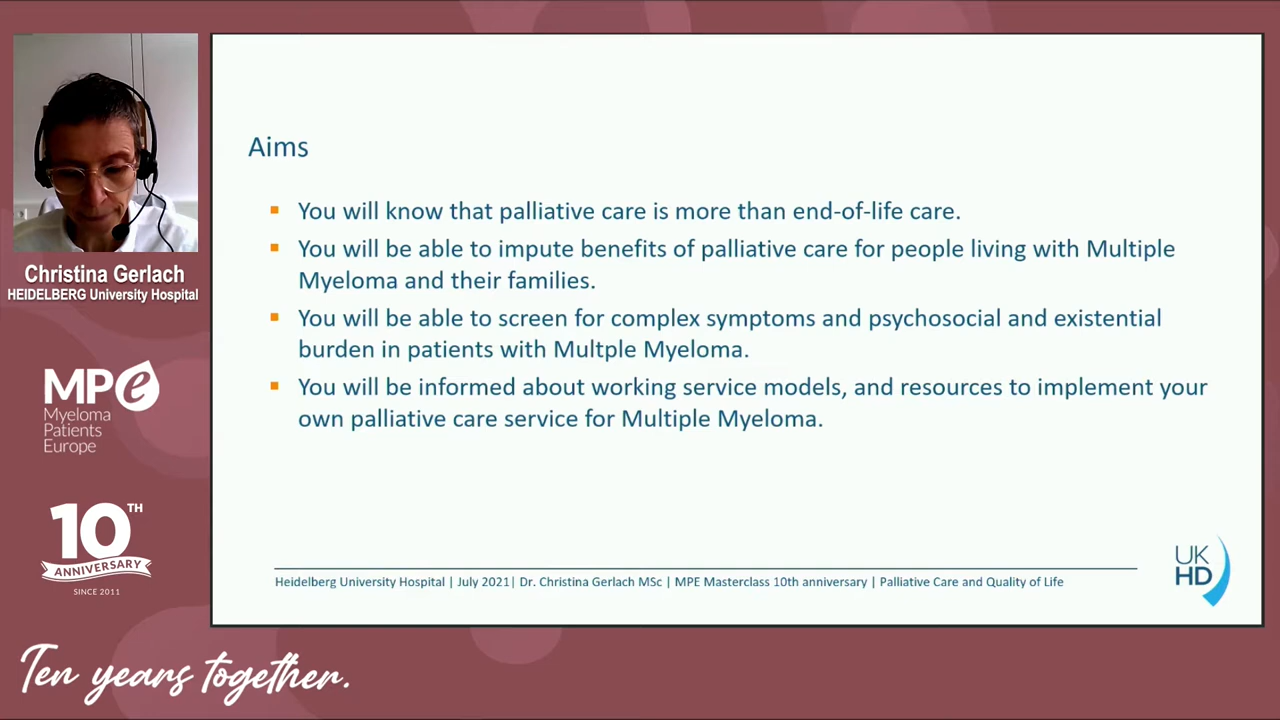 Aims
You will know that palliative care is more than end-of-life care.
You will be able to impute benefits of palliative care for people living with Multiple
Myeloma and their families.
You will be able to screen for complex symptoms and psychosocial and existential
burden in patients with Multple Myeloma.
You will be informed about working service models, and resources to implement your
own palliative care service for Multiple Myeloma.
Heidelberg University Hospital | July 2021| Dr. Christina Gerlach MSc | MPE Masterclass 10th anniversary | Palliative Care and Quality of Life
UK
HD
Christina Gerlach
HEIDELBERG University Hospital
MPe
Myeloma
Patients
Europe
10TH
ANNIVERSARY
SINCE 2011
Ten years together.